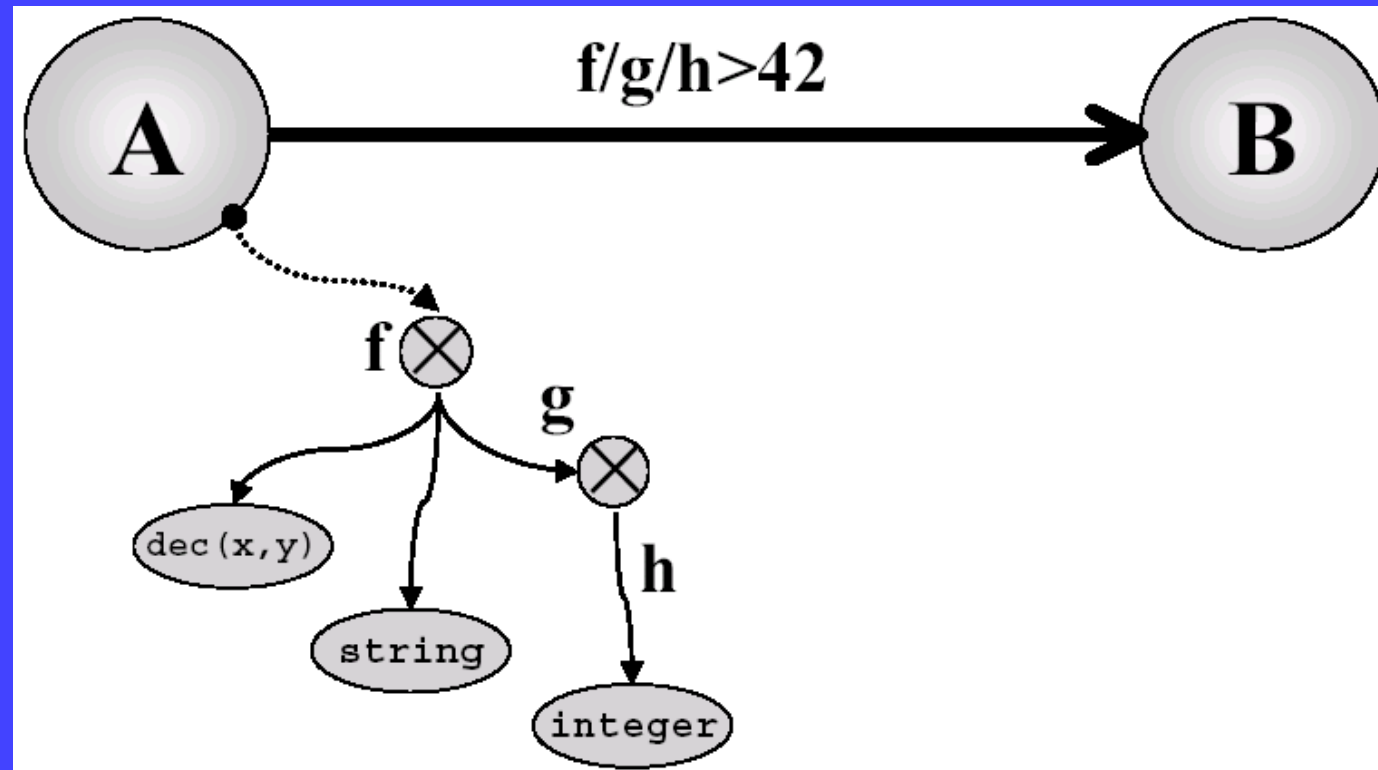 f/g/h>42
A
B
f
g
dec(x,y)
h
string
integer